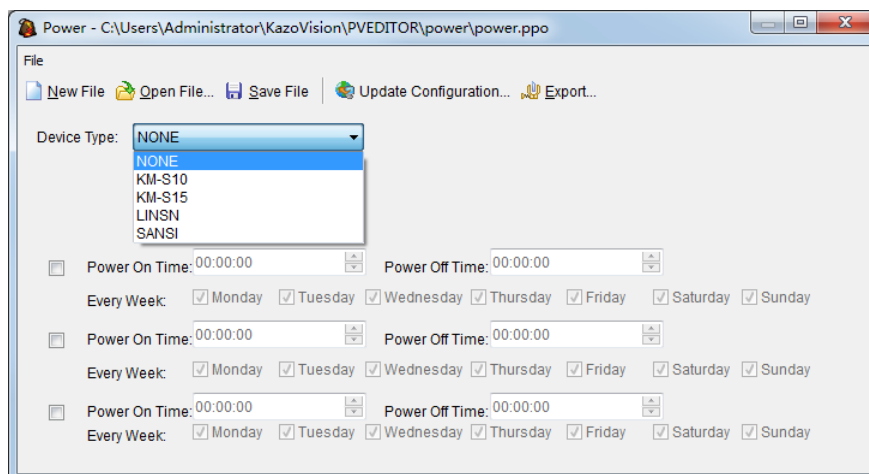 Power - C:\Users\Administrator\KazoVision\PVEDITOR\power\power.ppo
File
New File Open File... Save File Update Configuration... Export...
Device Type: NONE
NONE
KM-S10
KM-S15
LINSN
SANSI
Power On Time: 00:00:00 Power Off Time: 00:00:00
Every Week: Monday Tuesday Wednesday Thursday Friday Saturday Sunday
Power On Time: 00:00:00 Power Off Time: 00:00:00
Every Week: Monday Tuesday Wednesday Thursday Friday Saturday Sunday
Power On Time: 00:00:00 Power Off Time: 00:00:00
Every Week: Monday Tuesday Wednesday Thursday Friday Saturday Sunday